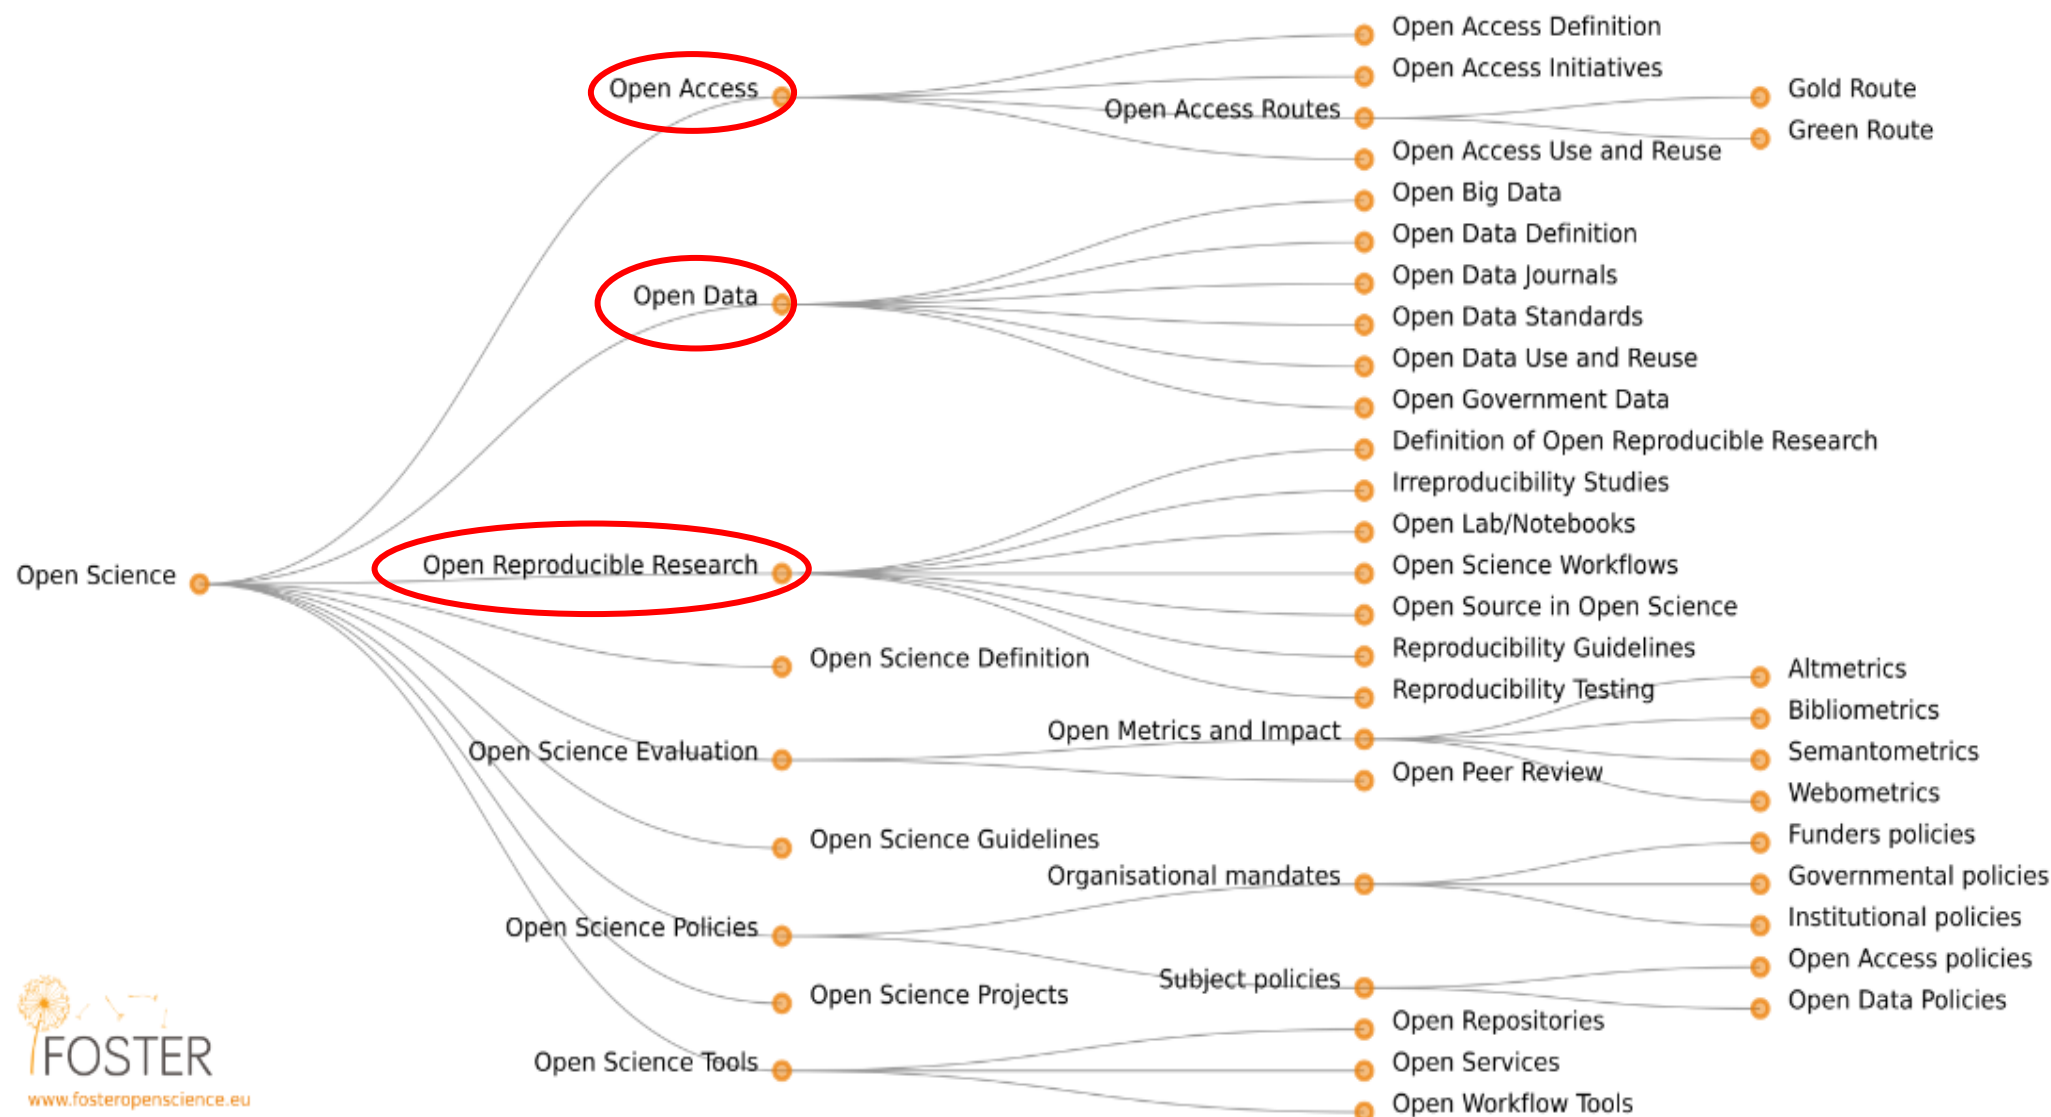 Open Access Definition
Open Access Initiatives
Open Access
Gold Route
Open Access Routes
Green Route
Open Access Use and Reuse
Open Big Data
Open Data Definition
Open Data Journals
Open Data
Open Data Standards
Open Data Use and Reuse
Open Government Data
Definition of Open Reproducible Research
Irreproducibility Studies
Open Lab/Notebooks
Open Reproducible Research
Open Science Workflows
Open Science
Open Source in Open Science
Reproducibility Guidelines
Open Science Definition
Altmetrics
Reproducibility Testing
Bibliometrics
Open Metrics and Impact
Open Science Evaluation
Semantometrics
Open Peer Review
Webometrics
Funders policies
Open Science Guidelines
Organisational mandates
Governmental policies
Institutional policies
Open Science Policies
Open Access policies
Subject policies
Open Science Projects
Open Data Policies
Open Repositories
Open Science Tools
Open Services
Open Workflow Tools
FOSTER
www.fosteropenscience.eu